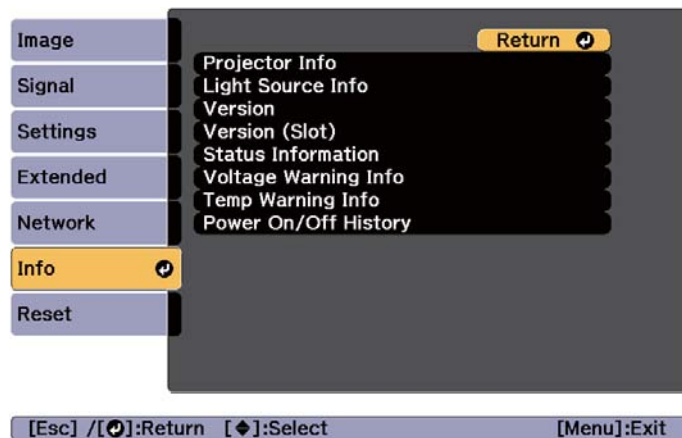 Image
Signal
Settings
Extended
Network
Info
Reset
Return
Projector Info
Light Source Info
Version
Version (Slot)
Status Information
Voltage Warning Info
Temp Warning Info
Power On/Off History
[Esc] /[ ]:Return [ ]:Select [Menu]:Exit